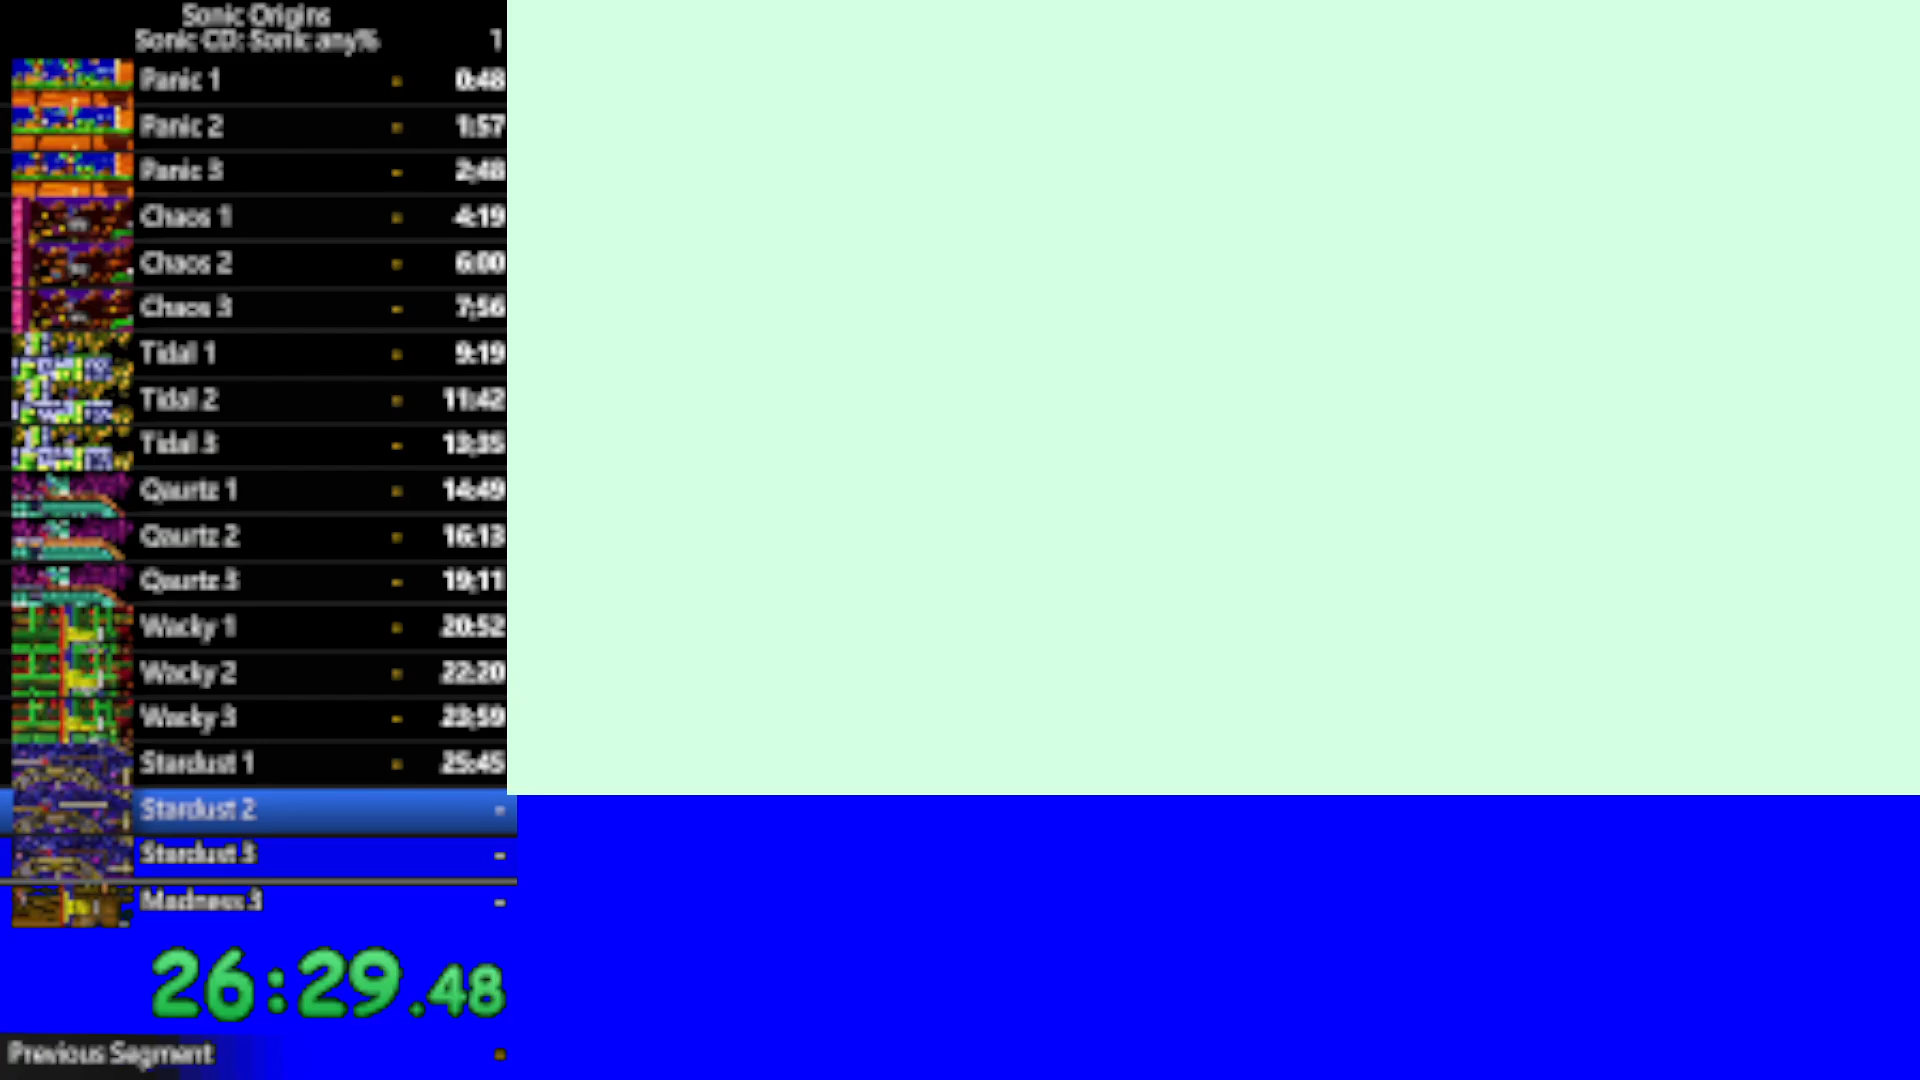 Sonic Origins
Sonic CD: Sonic any% 1
Panic 1 - 0:48
Panic 2 - 1:57
Panic 3 - 2:48
Chaos 1 - 4:19
Chaos 2 - 6:00
Chaos 3 - 7:56
Tidal 1 - 9:19
Tidal 2 - 11:42
Tidal 3 - 13:35
Qaurtz 1 - 14:49
Qaurtz 2 - 16:13
Qaurtz 3 - 19:11
Wacky 1 - 20:52
Wacky 2 - 22:20
Wacky 3 - 23:59
Stardust 1 - 25:45
Stardust 2 -
Stardust 3 -
Madness 3 -
26:29.48
Previous Segment -